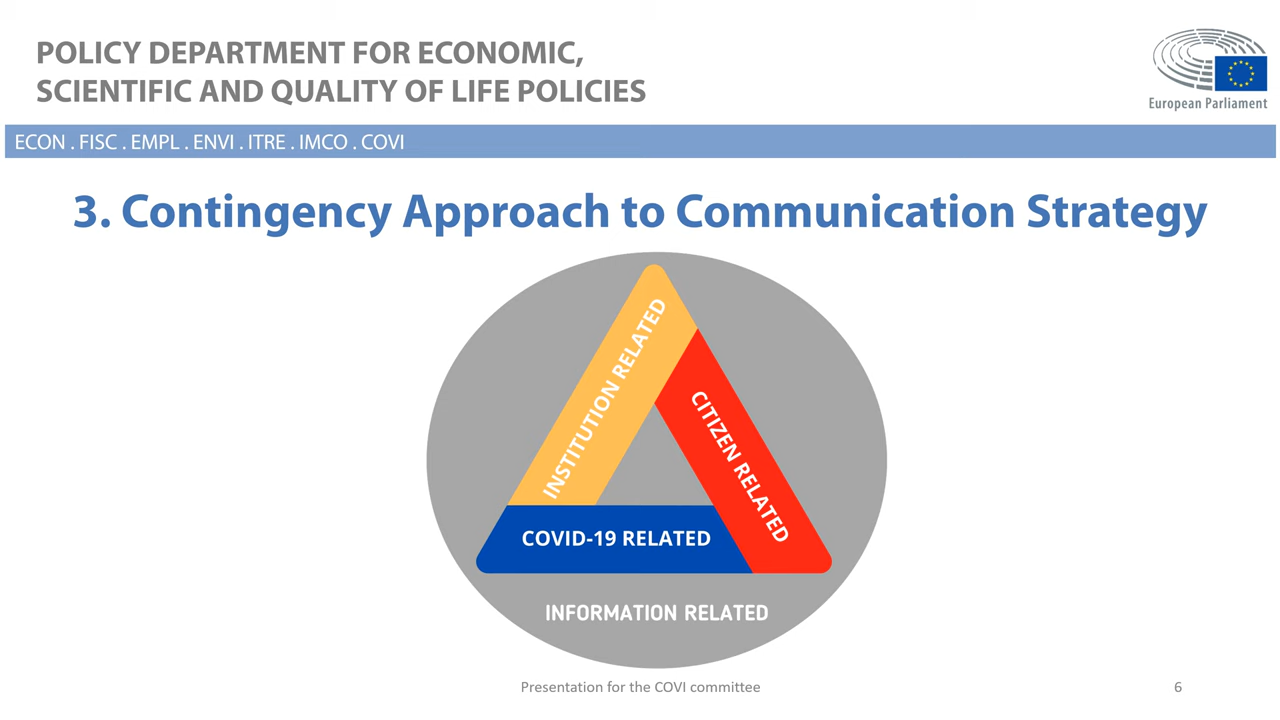 POLICY DEPARTMENT FOR ECONOMIC,
SCIENTIFIC AND QUALITY OF LIFE POLICIES
European Parliament
ECON . FISC . EMPL . ENVI . ITRE . IMCO . COVI
3. Contingency Approach to Communication Strategy
INSTITUTION RELATED
CITIZEN RELATED
COVID-19 RELATED
INFORMATION RELATED
Presentation for the COVI committee
6